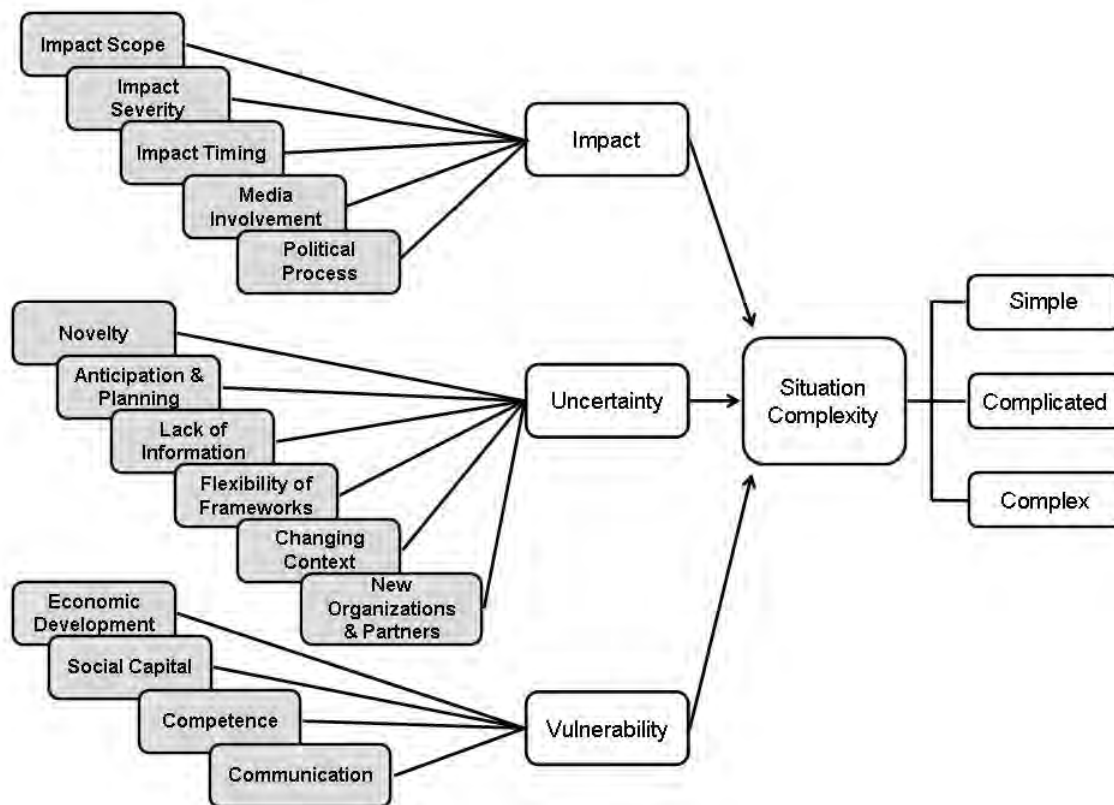 Impact Scope
Impact
Severity
Impact Timing
Media
Involvement
Political
Process
Impact
Novelty
Anticipation &
Planning
Lack of
Information
Flexibility of
Frameworks
Changing
Context
New
Organizations
& Partners
Uncertainty
Economic
Development
Social Capital
Competence
Communication
Vulnerability
Situation
Complexity
Simple
Complicated
Complex